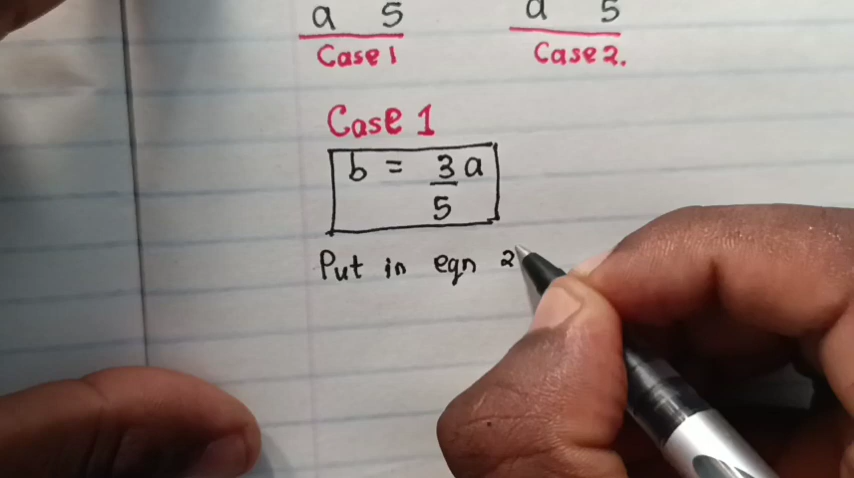 a 5 a 5
Case 1 Case 2.
Case 1
b = 3/5 a
Put in eqn 2